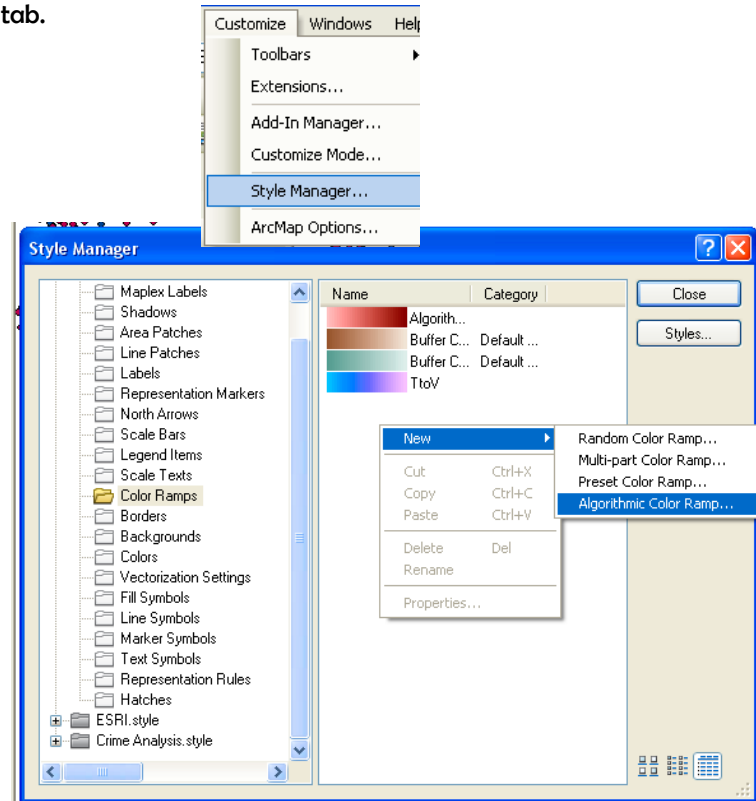 tab.
Customize Windows Help
Toolbars
Extensions...
Add-In Manager...
Customize Mode...
Style Manager...
ArcMap Options...
Style Manager
Maplex Labels
Shadows
Area Patches
Line Patches
Labels
Representation Markers
North Arrows
Scale Bars
Legend Items
Scale Texts
Color Ramps
Borders
Backgrounds
Colors
Vectorization Settings
Fill Symbols
Line Symbols
Marker Symbols
Text Symbols
Representation Rules
Hatches
ESRI.style
Crime Analysis.style
Name Category
Algorith...
Buffer C... Default ...
Buffer C... Default ...
TtoV
New
Cut Ctrl+X
Copy Ctrl+C
Paste Ctrl+V
Delete Del
Rename
Properties...
Random Color Ramp...
Multi-part Color Ramp...
Preset Color Ramp...
Algorithmic Color Ramp...
Close
Styles...